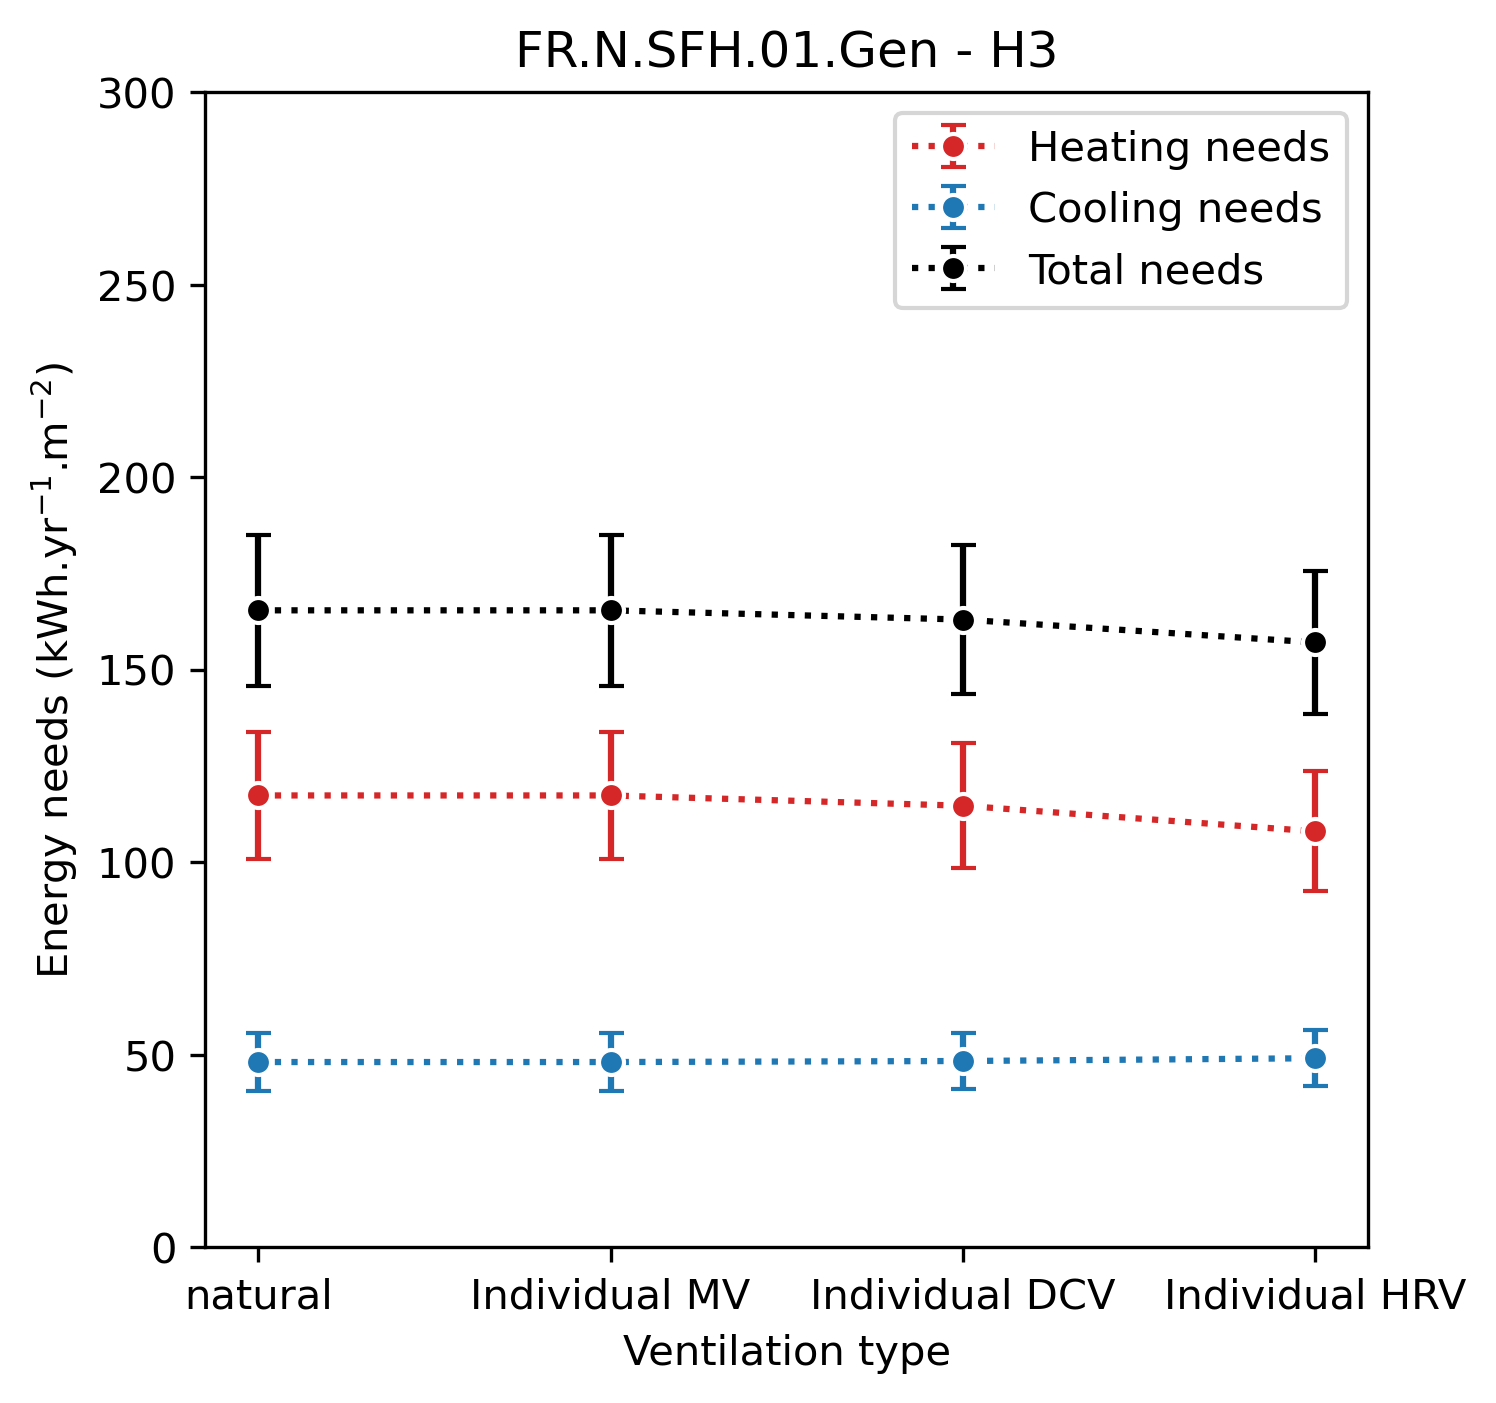 FR.N.SFH.01.Gen - H3
300
250
200
150
100
50
0
Energy needs (kWh.yr⁻¹.m⁻²)
Heating needs
Cooling needs
Total needs
natural Individual MV Individual DCV Individual HRV
Ventilation type